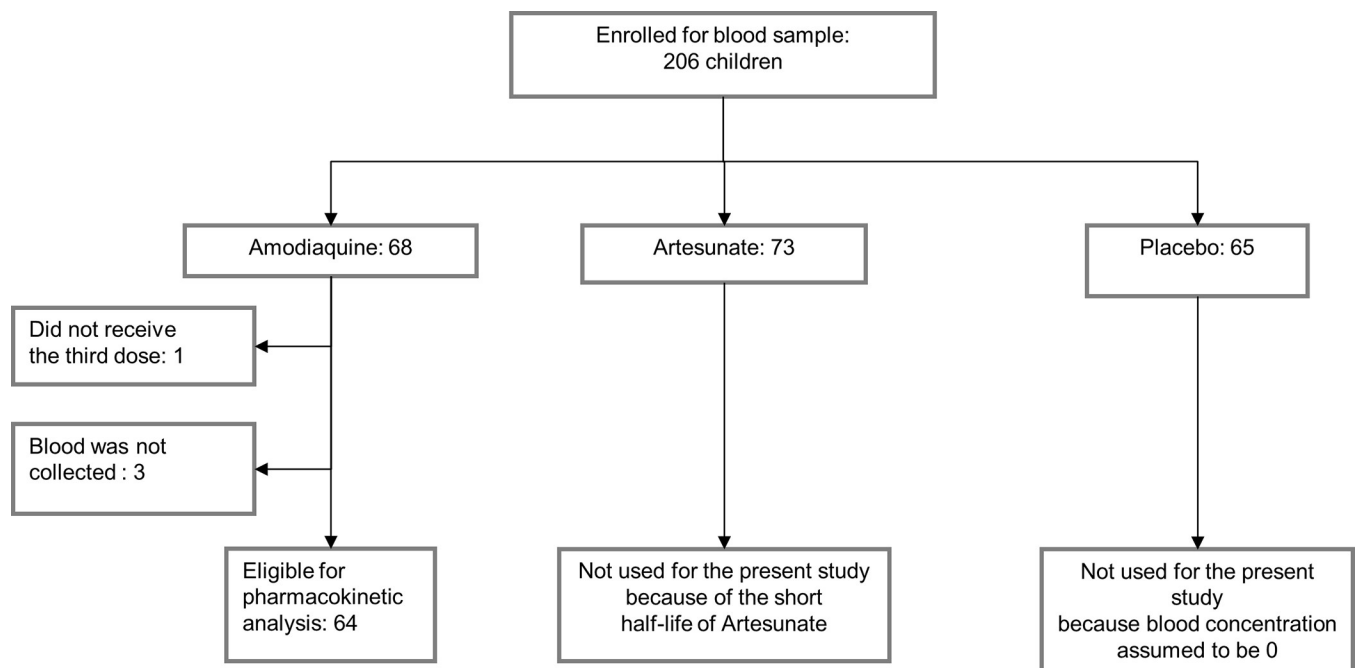 Enrolled for blood sample:
206 children
Amodiaquine: 68
Artesunate: 73
Placebo: 65
Did not receive
the third dose: 1
Blood was not
collected : 3
Eligible for
pharmacokinetic
analysis: 64
Not used for the present study
because of the short
half-life of Artesunate
Not used for the present
study
because blood concentration
assumed to be 0